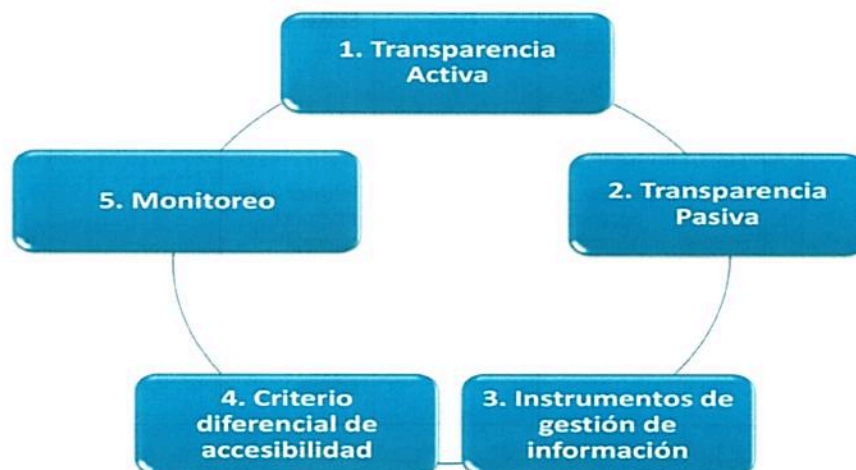 1. Transparencia
Activa
2. Transparencia
Pasiva
3. Instrumentos de
gestión de
información
4. Criterio
diferencial de
accesibilidad
5. Monitoreo